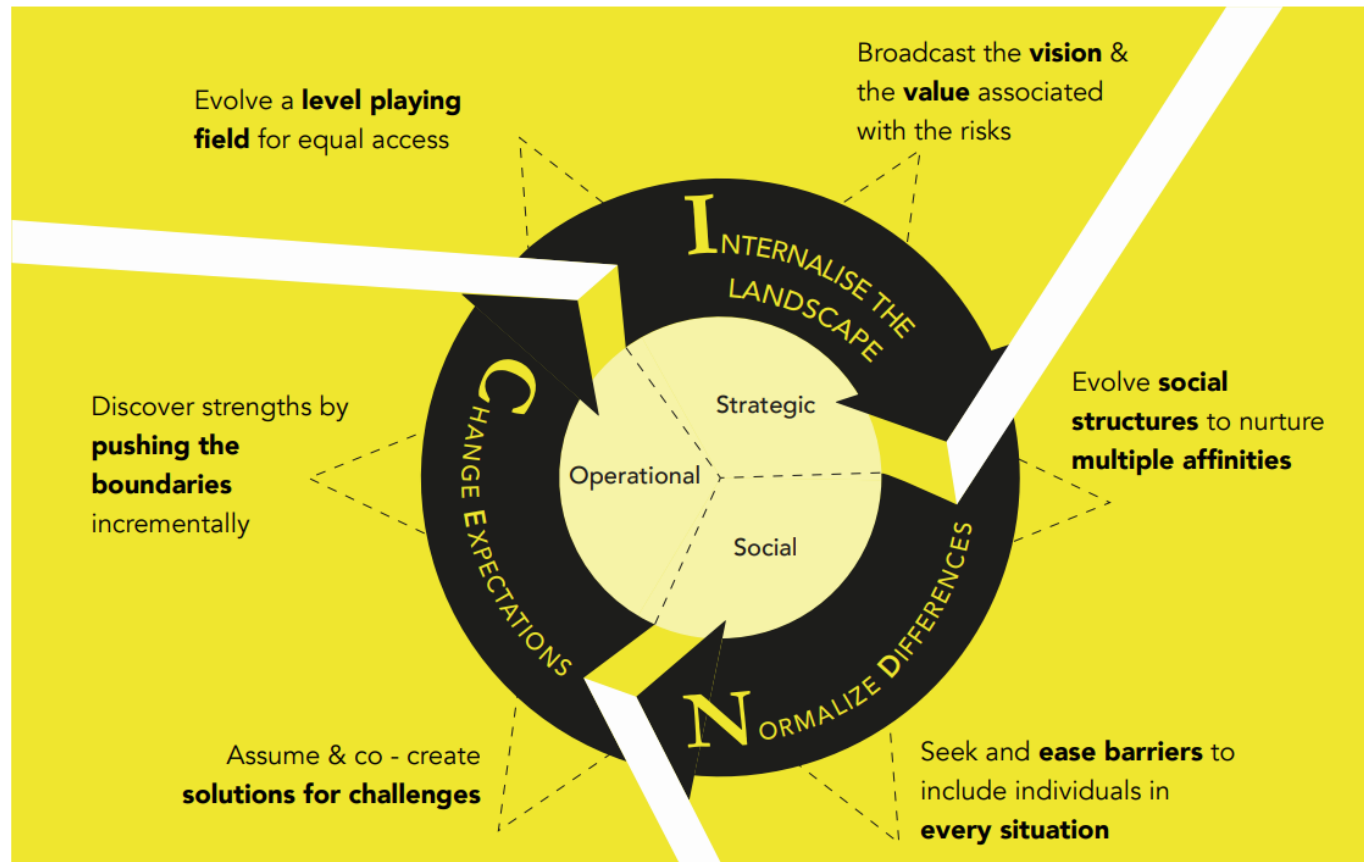 Broadcast the vision &
the value associated
with the risks
Evolve a level playing
field for equal access
INTERNALISE THE
LANDSCAPE
Evolve social
structures to nurture
multiple affinities
Discover strengths by
pushing the
boundaries
incrementally
CHANGE EXPECTATIONS
Strategic
Operational
Social
NORMALIZE DIFFERENCES
Assume & co - create
solutions for challenges
Seek and ease barriers to
include individuals in
every situation